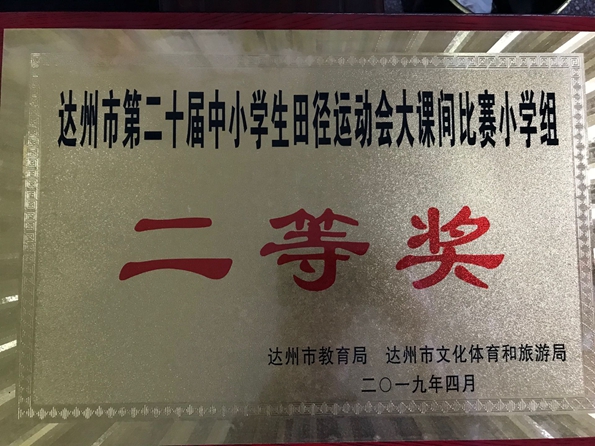 达州市第二十届中小学生田径运动会大课间比赛小学组
二等奖
达州市教育局 达州市文化体育和旅游局
二〇一九年四月